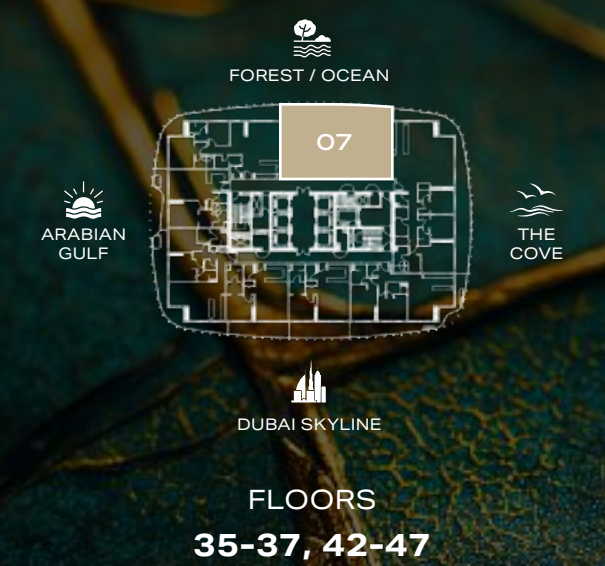 FOREST / OCEAN
07
ARABIAN
GULF
THE
COVE
DUBAI SKYLINE
FLOORS
35-37, 42-47